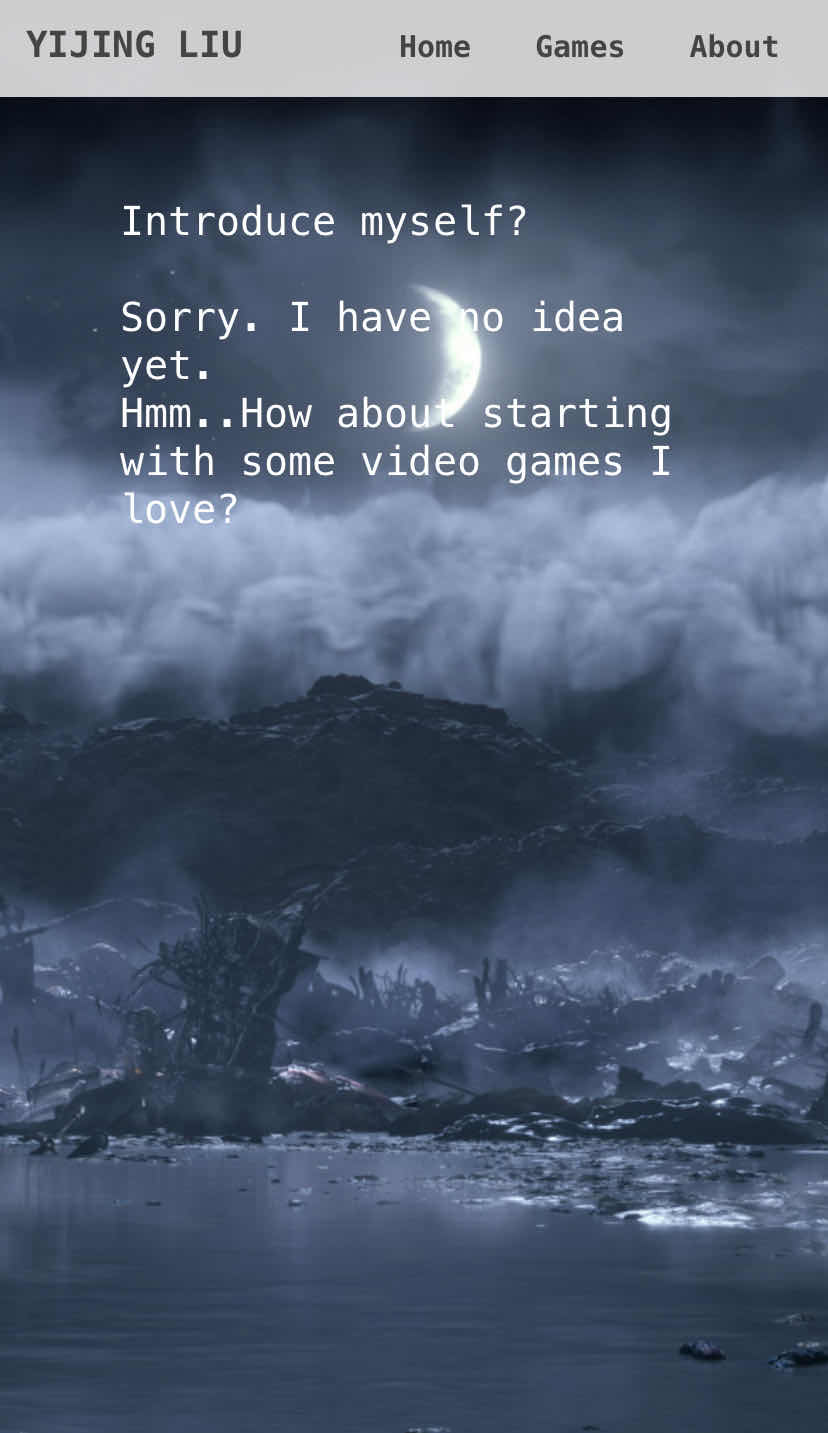 YIJING LIU Home Games About
Introduce myself?
Sorry. I have no idea
yet.
Hmm..How about starting
with some video games I
love?